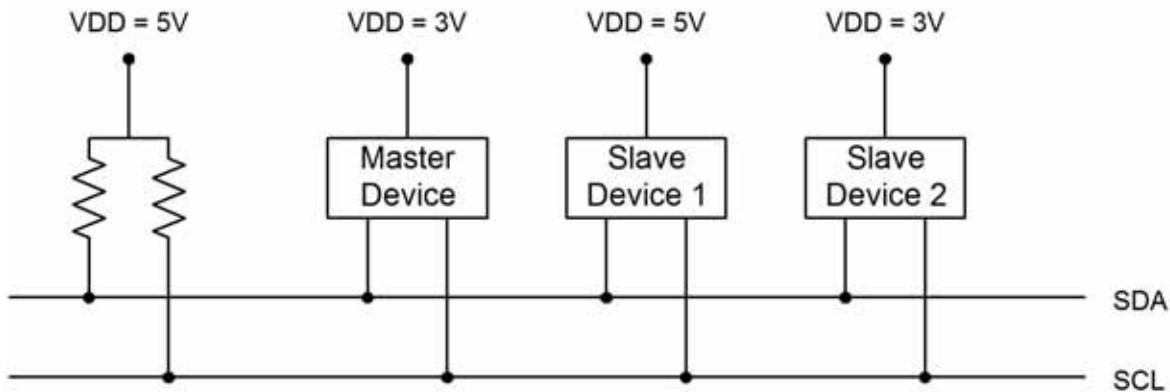 VDD = 5V
VDD = 3V
VDD = 5V
VDD = 3V
Master
Device
Slave
Device 1
Slave
Device 2
SDA
SCL